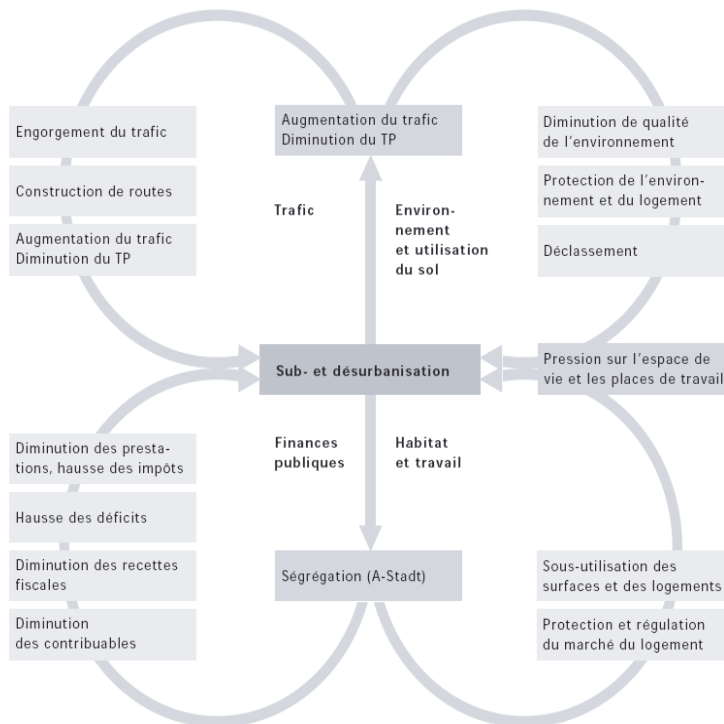 Engorgement du trafic
Construction de routes
Augmentation du trafic
Diminution du TP
Augmentation du trafic
Diminution du TP
Diminution de qualité
de l'environnement
Protection de l'environ-
nement et du logement
Déclassement
Trafic
Environ-
nement
et utilisation
du sol
Sub- et désurbanisation
Pression sur l'espace de
vie et les places de travail
Finances
publiques
Habitat
et travail
Diminution des presta-
tions, hausse des impôts
Hausse des déficits
Diminution des recettes
fiscales
Diminution
des contribuables
Ségrégation (A-Stadt)
Sous-utilisation des
surfaces et des logements
Protection et régulation
du marché du logement